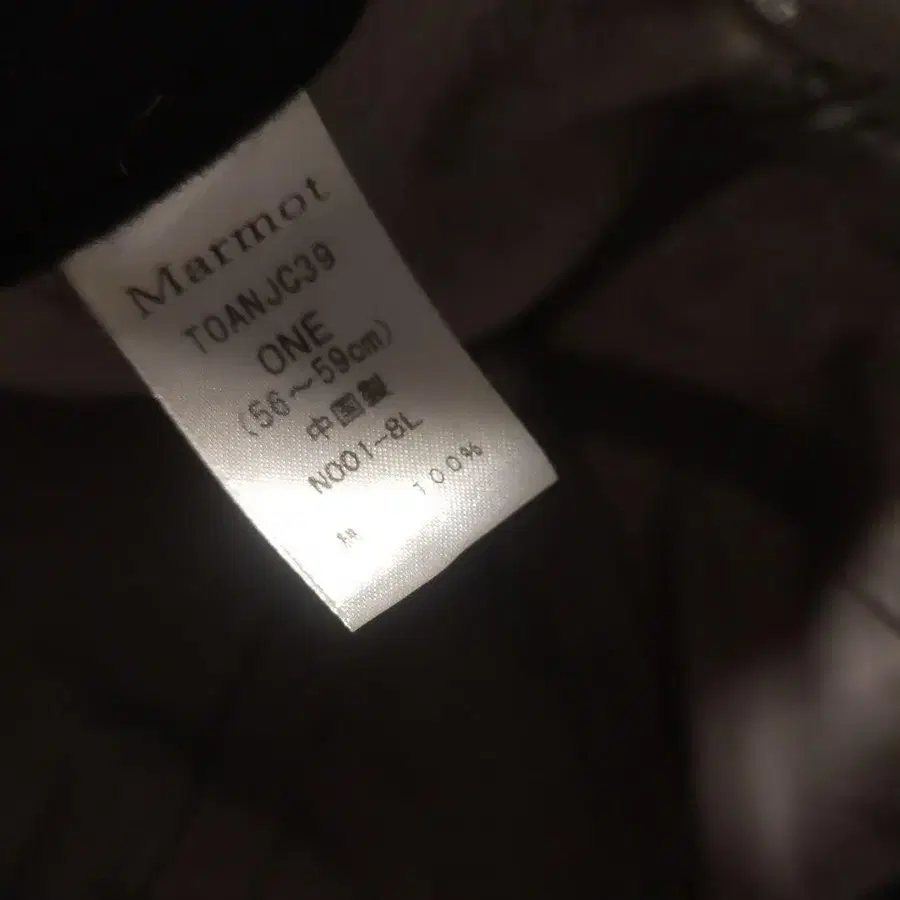 Marmot
TOANJC39
ONE
(56~59cm)
中国製
N001-8L
100%